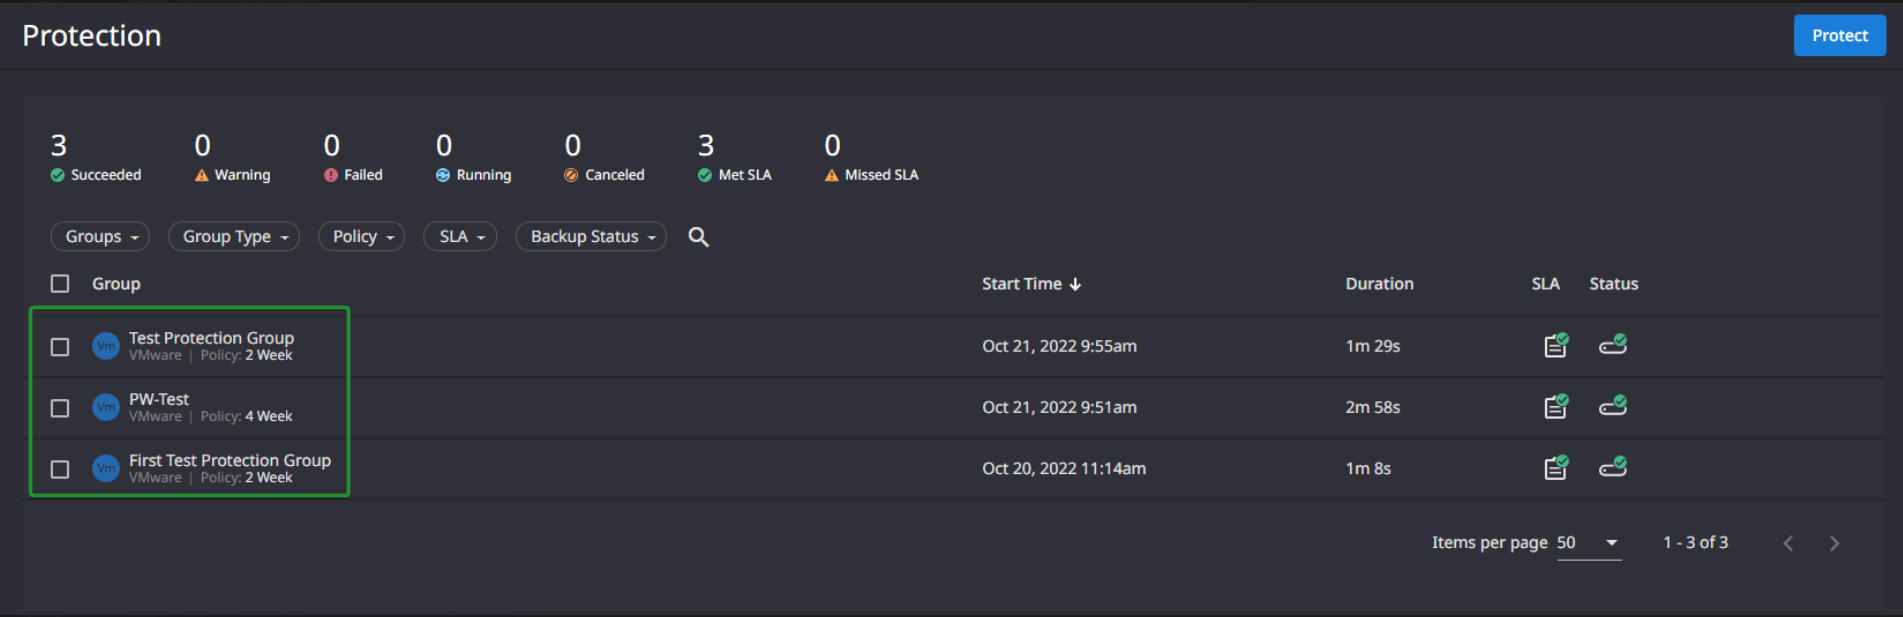 Protection
Protect
3 0 0 0 0 3 0
Succeeded Warning Failed Running Canceled Met SLA Missed SLA
Groups Group Type Policy SLA Backup Status
Group Start Time Duration SLA Status
Vm Test Protection Group Oct 21, 2022 9:55am 1m 29s
VMware | Policy: 2 Week
Vm PW-Test Oct 21, 2022 9:51am 2m 58s
VMware | Policy: 4 Week
Vm First Test Protection Group Oct 20, 2022 11:14am 1m 8s
VMware | Policy: 2 Week
Items per page 50 1 - 3 of 3